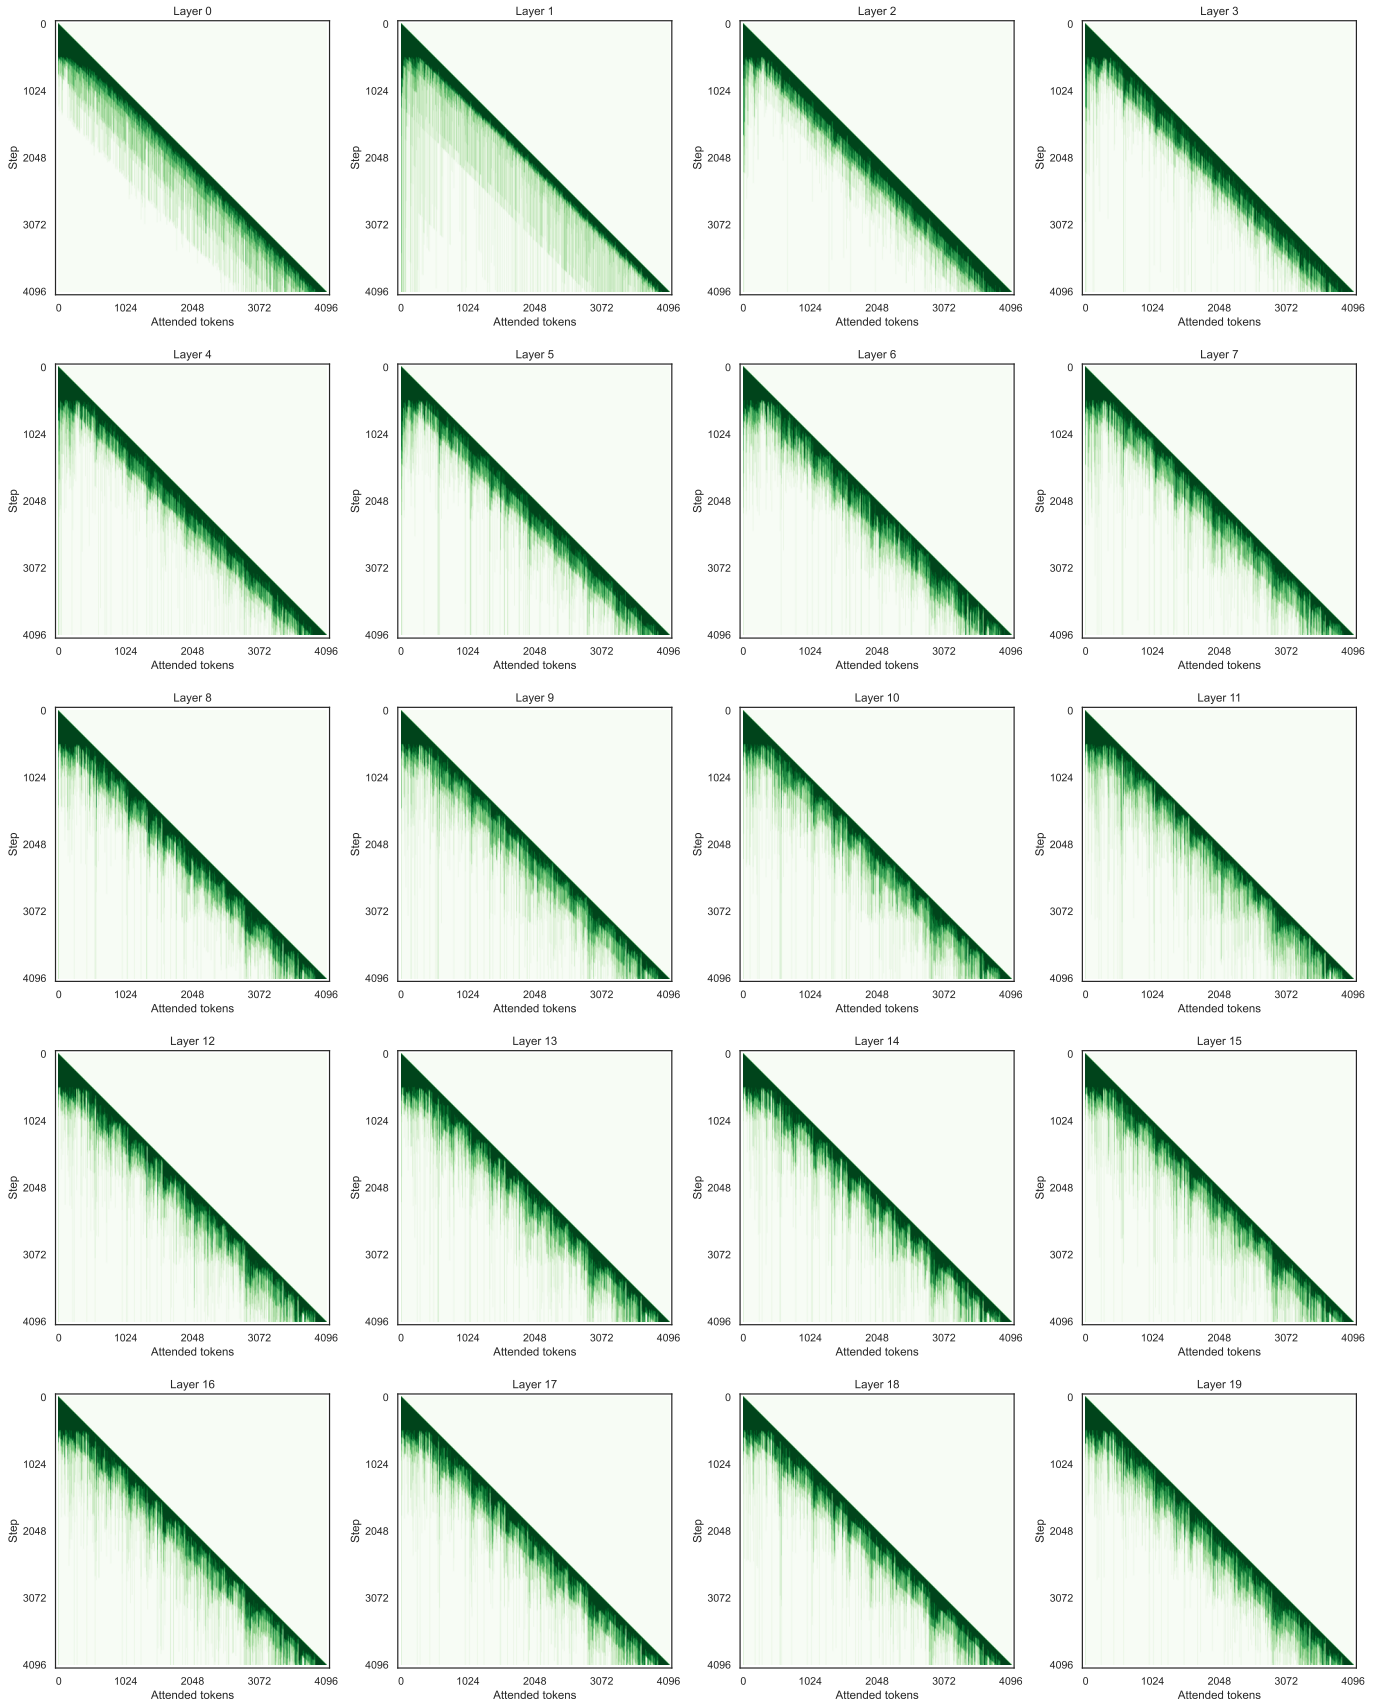 Layer 0
Layer 1
Layer 2
Layer 3
0
1024
2048
3072
4096
Step
0 1024 2048 3072 4096
Attended tokens
0
1024
2048
3072
4096
Step
0 1024 2048 3072 4096
Attended tokens
0
1024
2048
3072
4096
Step
0 1024 2048 3072 4096
Attended tokens
0
1024
2048
3072
4096
Step
0 1024 2048 3072 4096
Attended tokens
Layer 4
Layer 5
Layer 6
Layer 7
0
1024
2048
3072
4096
Step
0 1024 2048 3072 4096
Attended tokens
0
1024
2048
3072
4096
Step
0 1024 2048 3072 4096
Attended tokens
0
1024
2048
3072
4096
Step
0 1024 2048 3072 4096
Attended tokens
0
1024
2048
3072
4096
Step
0 1024 2048 3072 4096
Attended tokens
Layer 8
Layer 9
Layer 10
Layer 11
0
1024
2048
3072
4096
Step
0 1024 2048 3072 4096
Attended tokens
0
1024
2048
3072
4096
Step
0 1024 2048 3072 4096
Attended tokens
0
1024
2048
3072
4096
Step
0 1024 2048 3072 4096
Attended tokens
0
1024
2048
3072
4096
Step
0 1024 2048 3072 4096
Attended tokens
Layer 12
Layer 13
Layer 14
Layer 15
0
1024
2048
3072
4096
Step
0 1024 2048 3072 4096
Attended tokens
0
1024
2048
3072
4096
Step
0 1024 2048 3072 4096
Attended tokens
0
1024
2048
3072
4096
Step
0 1024 2048 3072 4096
Attended tokens
0
1024
2048
3072
4096
Step
0 1024 2048 3072 4096
Attended tokens
Layer 16
Layer 17
Layer 18
Layer 19
0
1024
2048
3072
4096
Step
0 1024 2048 3072 4096
Attended tokens
0
1024
2048
3072
4096
Step
0 1024 2048 3072 4096
Attended tokens
0
1024
2048
3072
4096
Step
0 1024 2048 3072 4096
Attended tokens
0
1024
2048
3072
4096
Step
0 1024 2048 3072 4096
Attended tokens